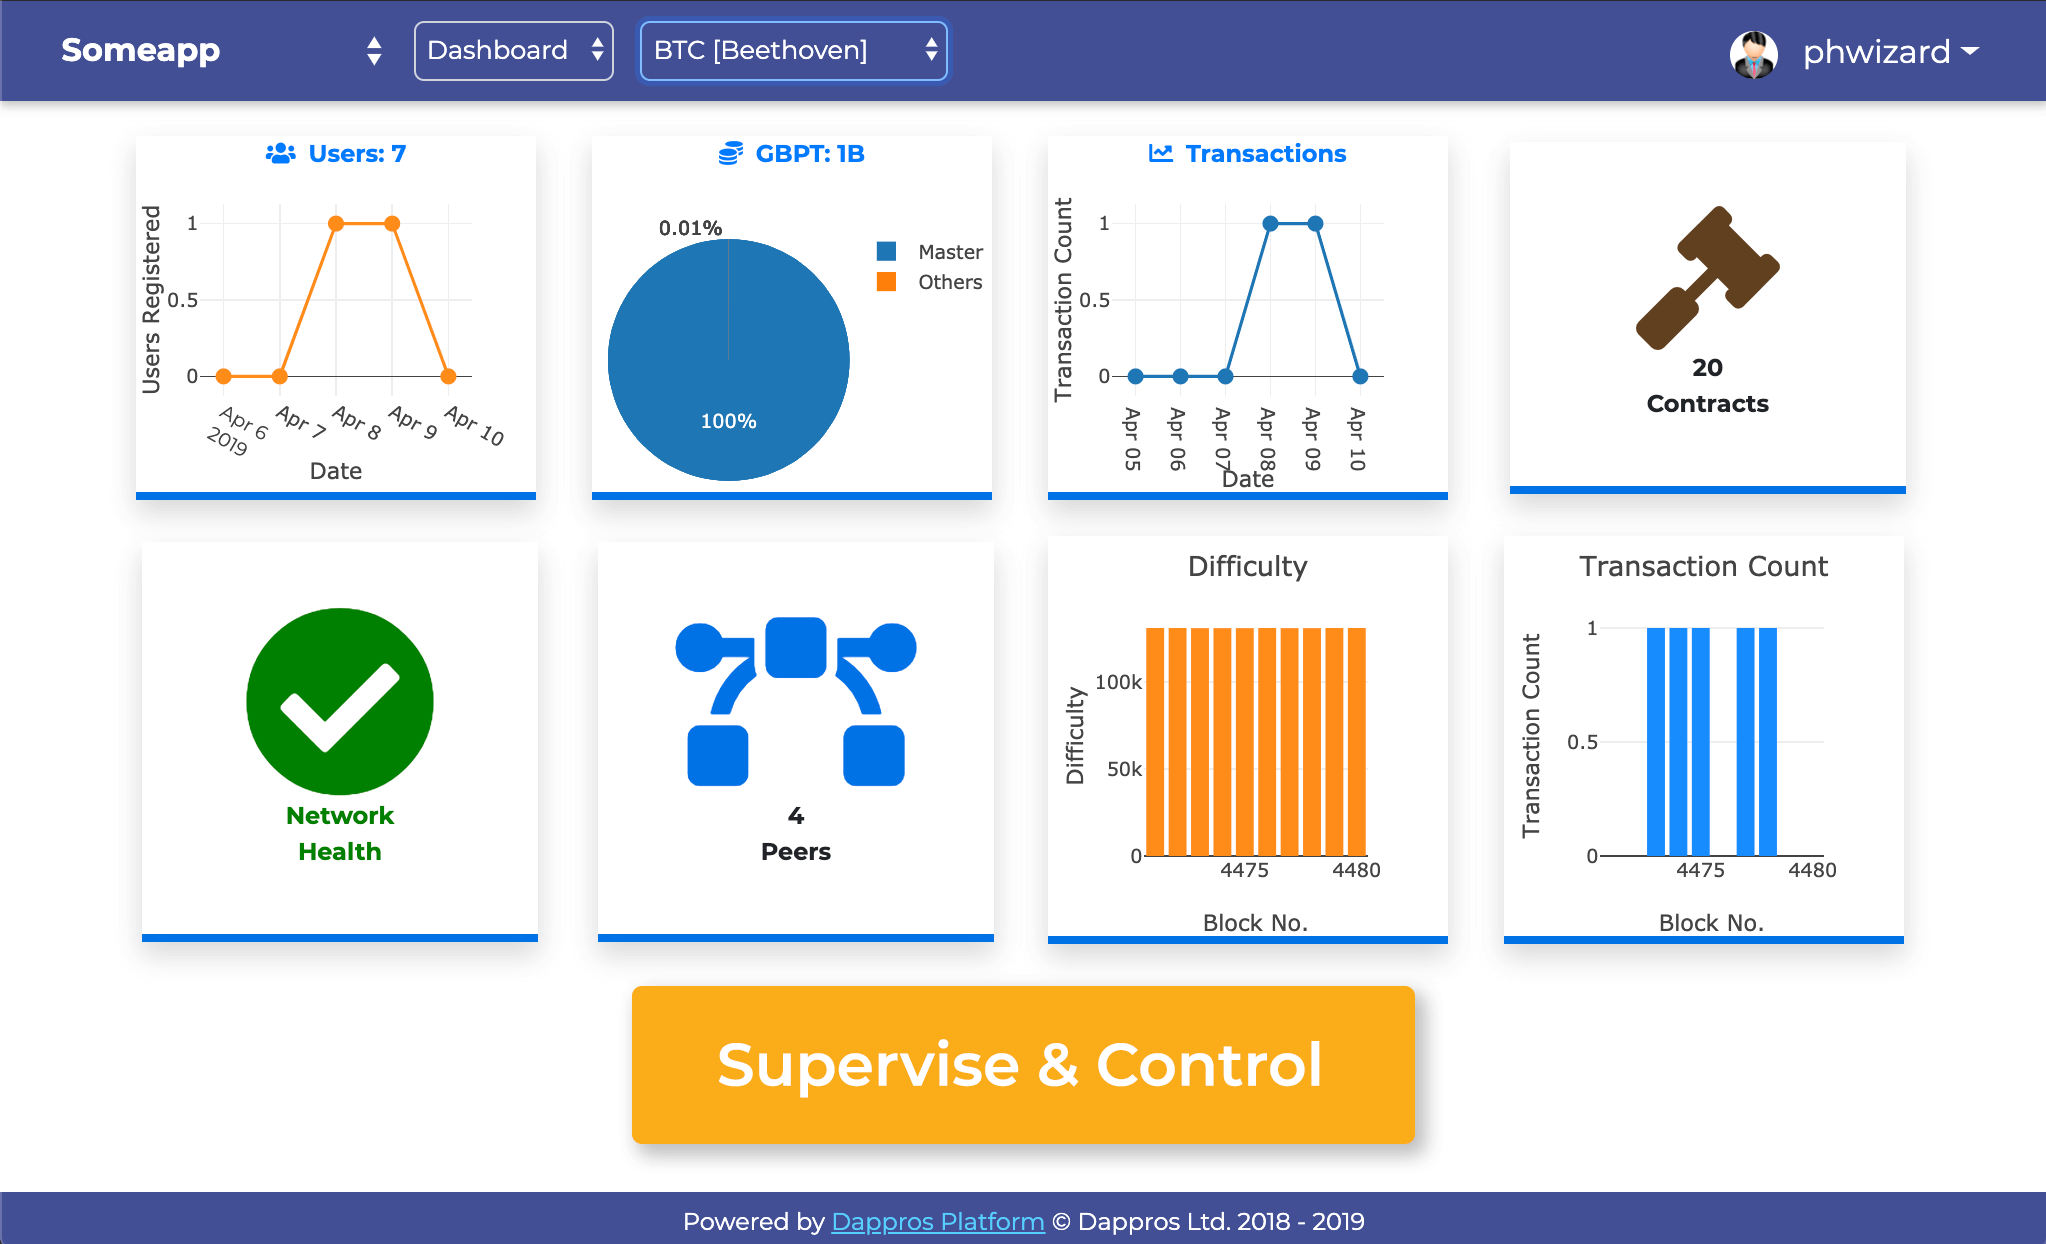 Someapp
Dashboard
BTC [Beethoven]
phwizard
Users: 7
Users Registered
1
0.5
0
Apr 6
2019
Apr 7
Apr 8
Apr 9
Apr 10
Date
GBPT: 1B
0.01%
100%
Master
Others
Transactions
Transaction Count
1
0.5
0
Apr 05
Apr 06
Apr 07
Apr 08
Apr 09
Apr 10
Date
20
Contracts
Network
Health
4
Peers
Difficulty
Difficulty
100k
50k
0
4475
4480
Block No.
Transaction Count
Transaction Count
1
0.5
0
4475
4480
Block No.
Supervise & Control
Powered by Dappros Platform © Dappros Ltd. 2018 - 2019